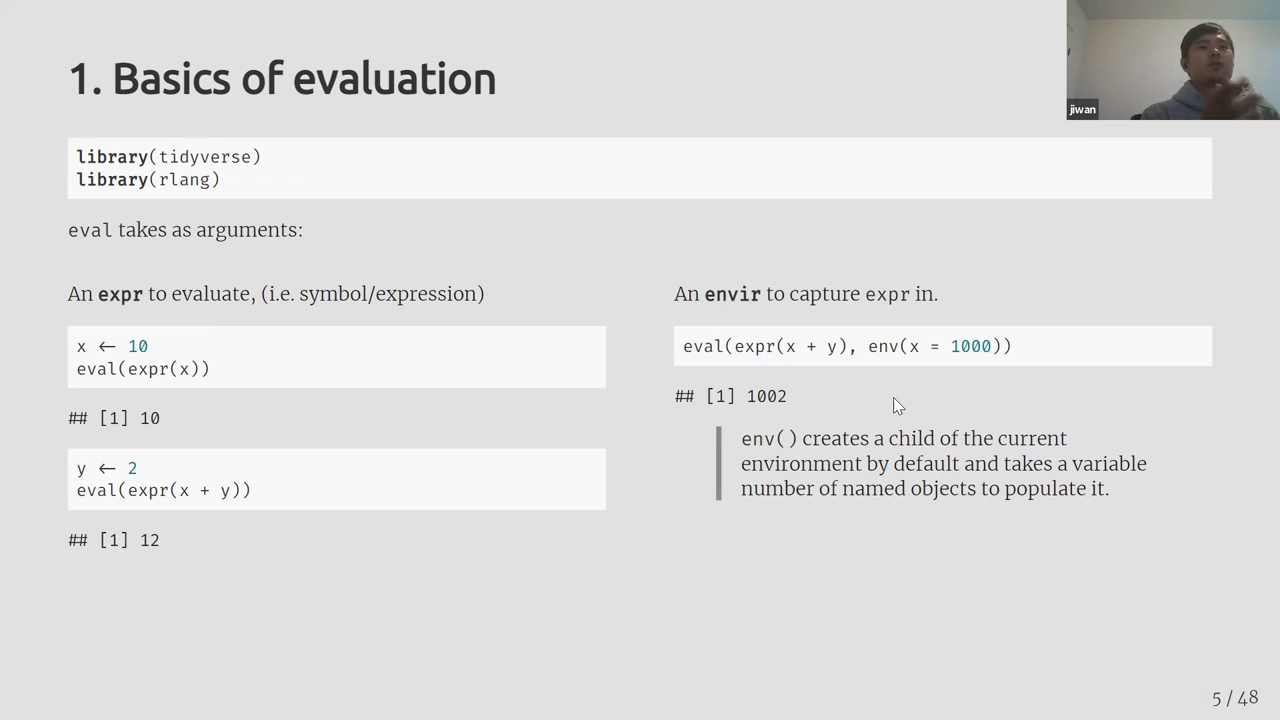 1. Basics of evaluation
jiwan
library(tidyverse)
library(rlang)
eval takes as arguments:
An expr to evaluate, (i.e. symbol/expression)
x ← 10
eval(expr(x))
## [1] 10
y ← 2
eval(expr(x + y))
## [1] 12
An envir to capture expr in.
eval(expr(x + y), env(x = 1000))
## [1] 1002
env() creates a child of the current
environment by default and takes a variable
number of named objects to populate it.
5 / 48